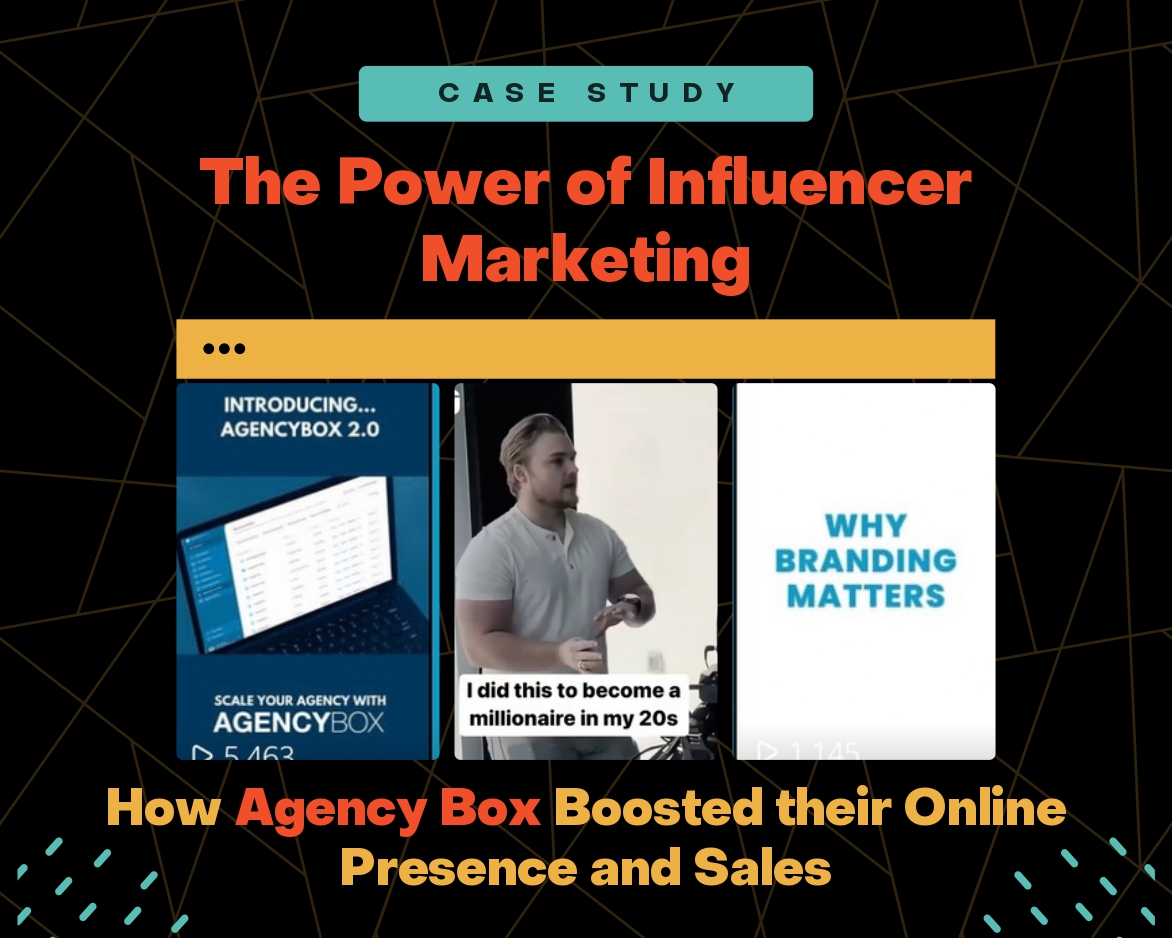 CASE STUDY
The Power of Influencer
Marketing
INTRODUCING...
AGENCYBOX 2.0
SCALE YOUR AGENCY WITH
AGENCYBOX
5,463
I did this to become a
millionaire in my 20s
WHY
BRANDING
MATTERS
1,145
How Agency Box Boosted their Online
Presence and Sales